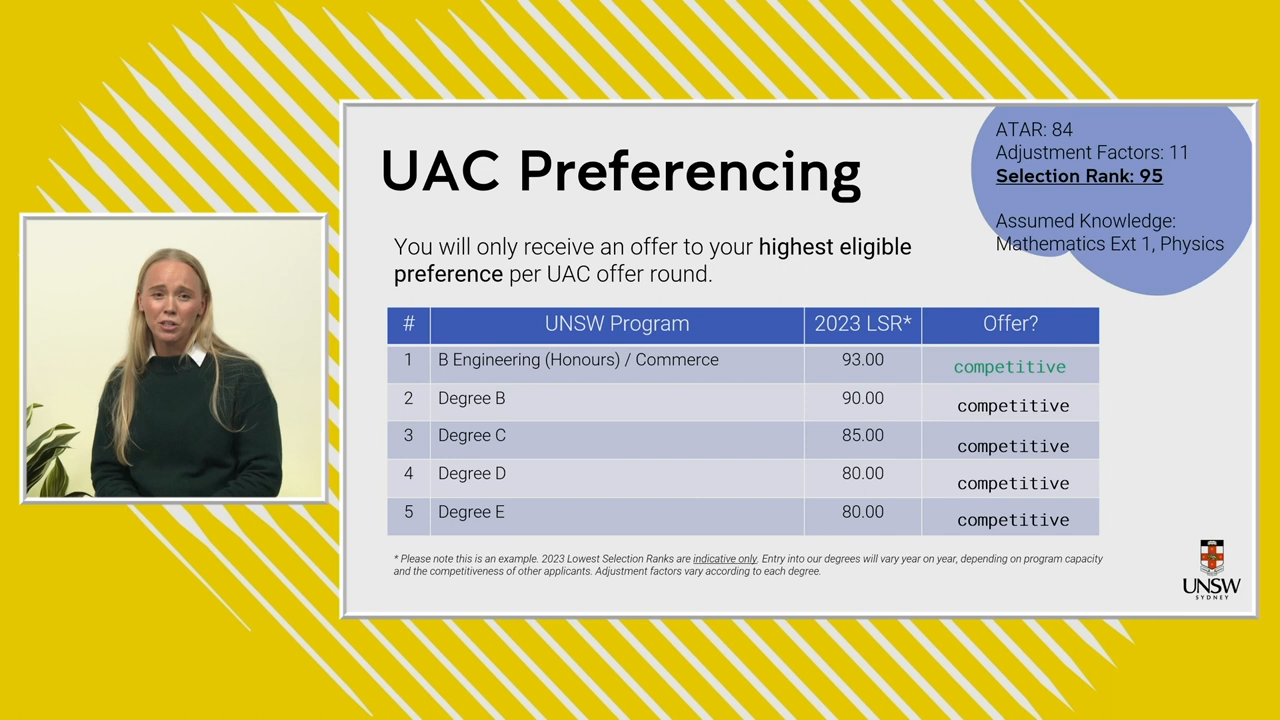 UAC Preferencing
ATAR: 84
Adjustment Factors: 11
Selection Rank: 95
Assumed Knowledge:
Mathematics Ext 1, Physics
You will only receive an offer to your highest eligible
preference per UAC offer round.
# UNSW Program 2023 LSR* Offer?
1 B Engineering (Honours) / Commerce 93.00 competitive
2 Degree B 90.00 competitive
3 Degree C 85.00 competitive
4 Degree D 80.00 competitive
5 Degree E 80.00 competitive
* Please note this is an example. 2023 Lowest Selection Ranks are indicative only. Entry into our degrees will vary year on year, depending on program capacity
and the competitiveness of other applicants. Adjustment factors vary according to each degree.
UNSW
SYDNEY